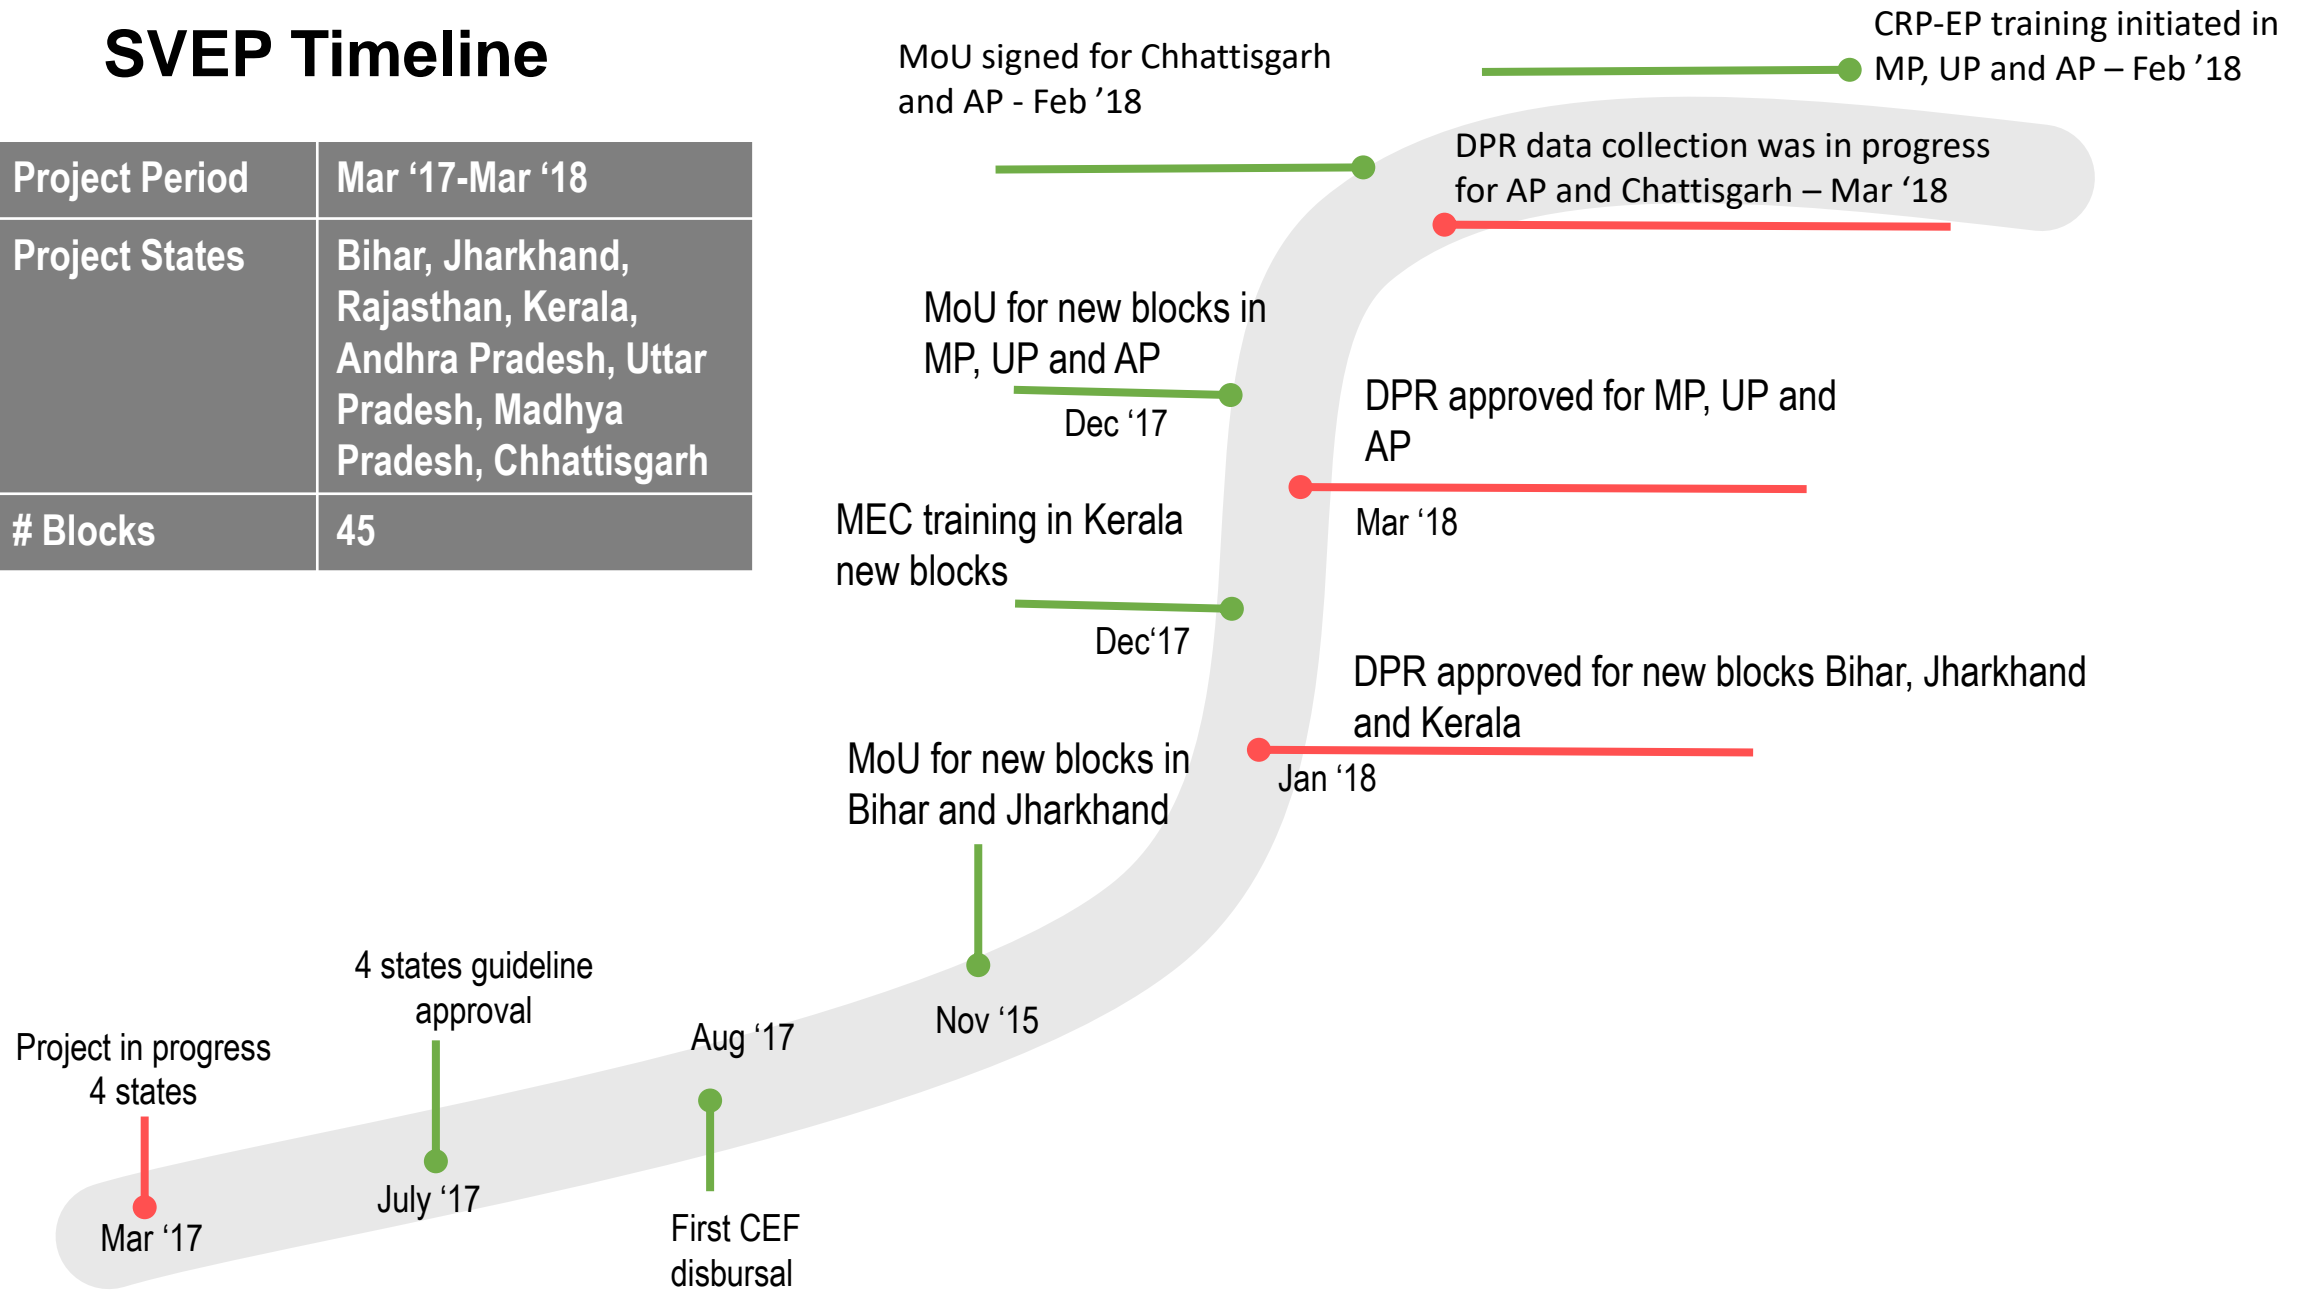 SVEP Timeline
Project Period
Mar ‘17-Mar ‘18
Project States
Bihar, Jharkhand,
Rajasthan, Kerala,
Andhra Pradesh, Uttar
Pradesh, Madhya
Pradesh, Chhattisgarh
# Blocks
45
CRP-EP training initiated in
MP, UP and AP – Feb ’18
MoU signed for Chhattisgarh
and AP - Feb ’18
DPR data collection was in progress
for AP and Chattisgarh – Mar ‘18
MoU for new blocks in
MP, UP and AP
Dec ‘17
DPR approved for MP, UP and
AP
Mar ‘18
MEC training in Kerala
new blocks
Dec‘17
DPR approved for new blocks Bihar, Jharkhand
and Kerala
Jan ‘18
MoU for new blocks in
Bihar and Jharkhand
Nov ‘15
4 states guideline
approval
July ‘17
Aug ‘17
First CEF
disbursal
Project in progress
4 states
Mar ‘17